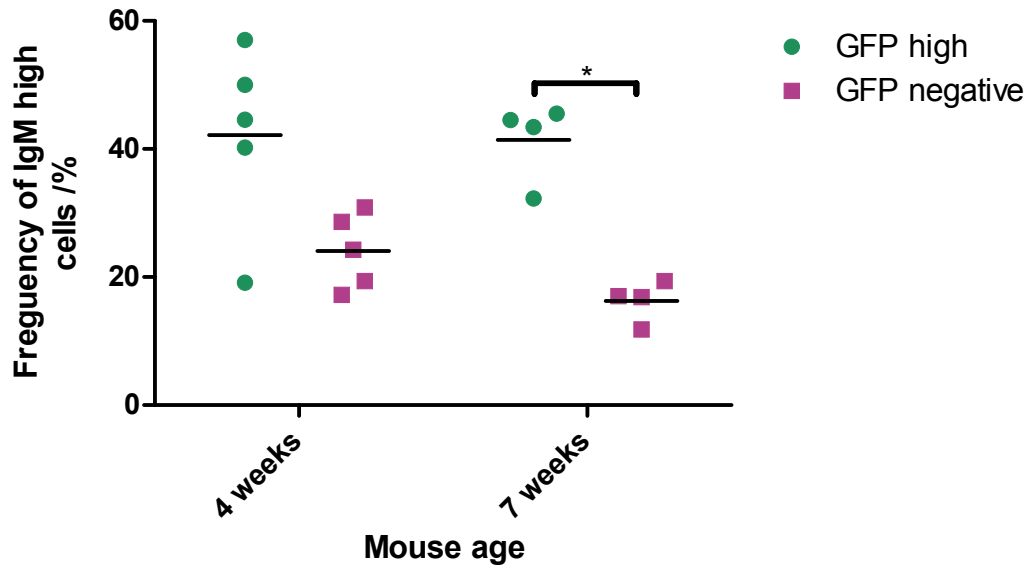 60
40
20
0
Freguency of IgM high
cells /%
*
GFP high
GFP negative
4 weeks
7 weeks
Mouse age